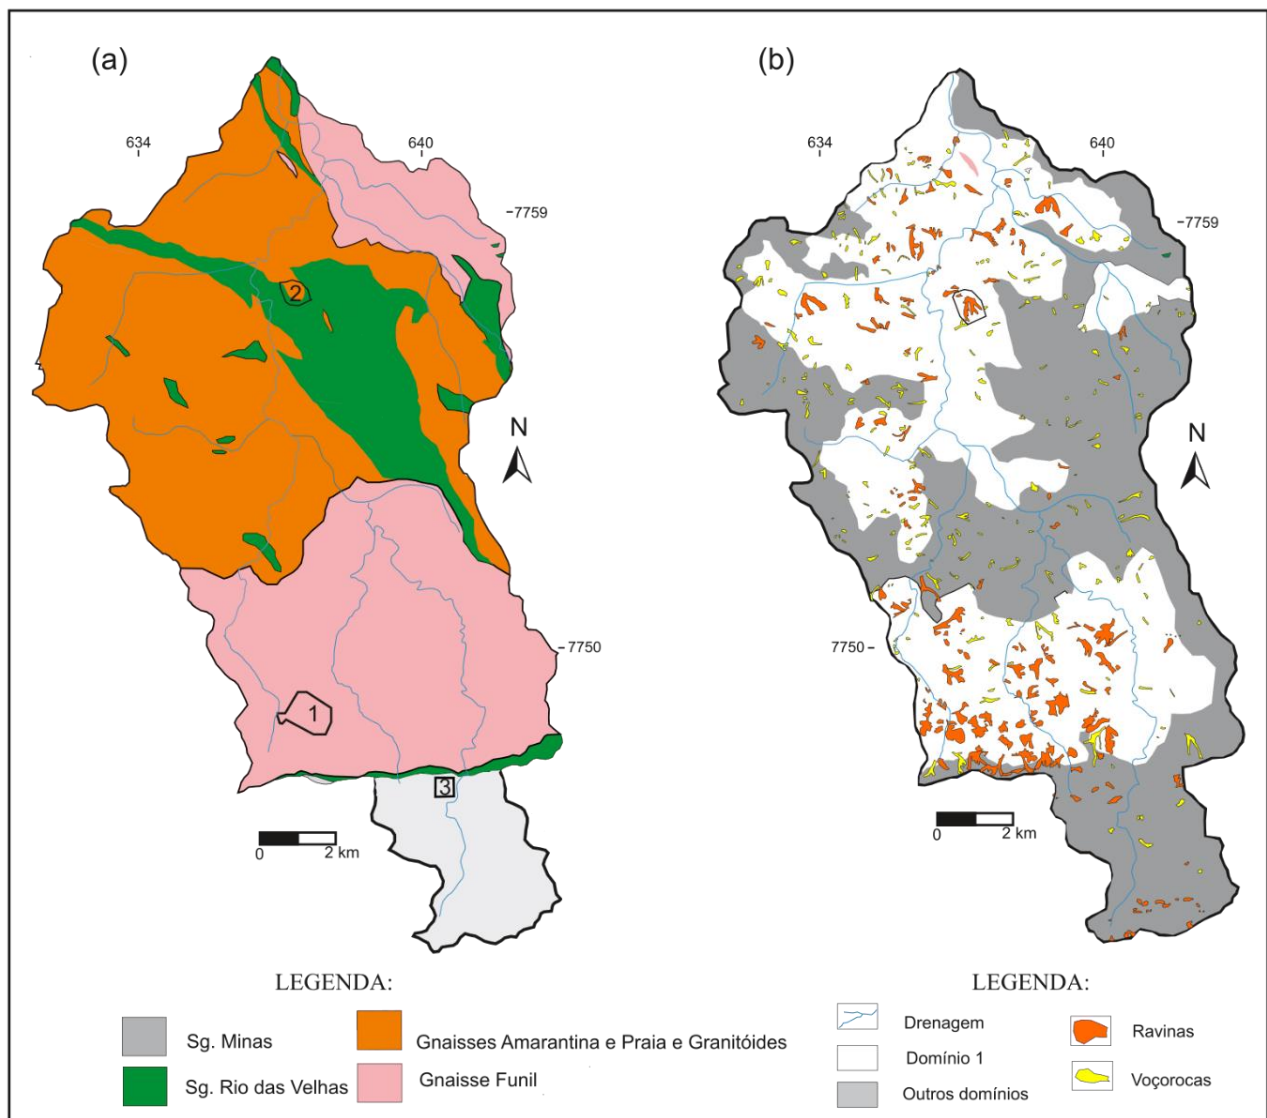 (a)
634
640
-7759
2
N
-7750
1
3
0
2 km
(b)
634
640
-7759
N
7750 -
0
2 km
LEGENDA:
Sg. Minas
Sg. Rio das Velhas
Gnaisses Amarantina e Praia e Granitóides
Gnaisse Funil
LEGENDA:
Drenagem
Domínio 1
Outros domínios
Ravinas
Voçorocas